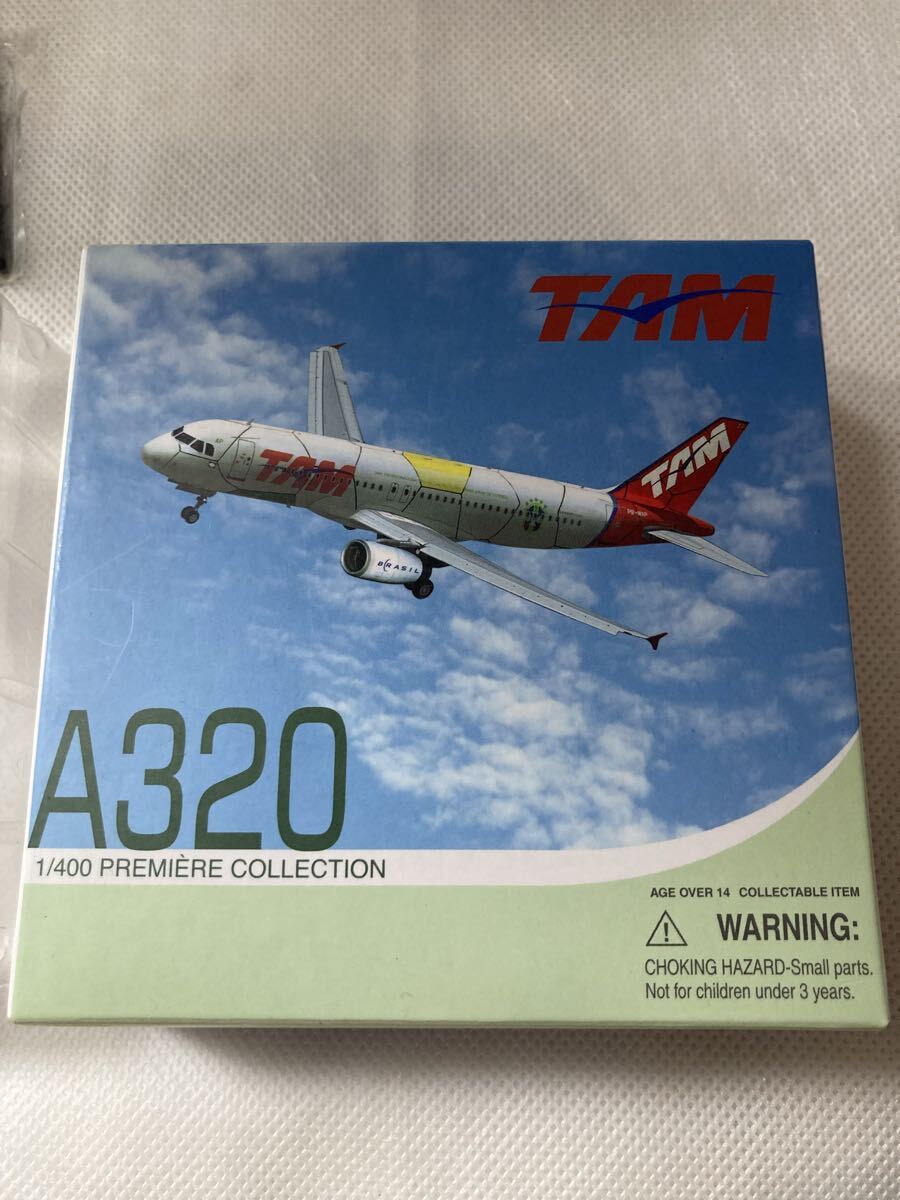 TAM
TAM
TAM
BRASIL
A320
1/400 PREMIÈRE COLLECTION
AGE OVER 14 COLLECTABLE ITEM
WARNING:
CHOKING HAZARD-Small parts.
Not for children under 3 years.